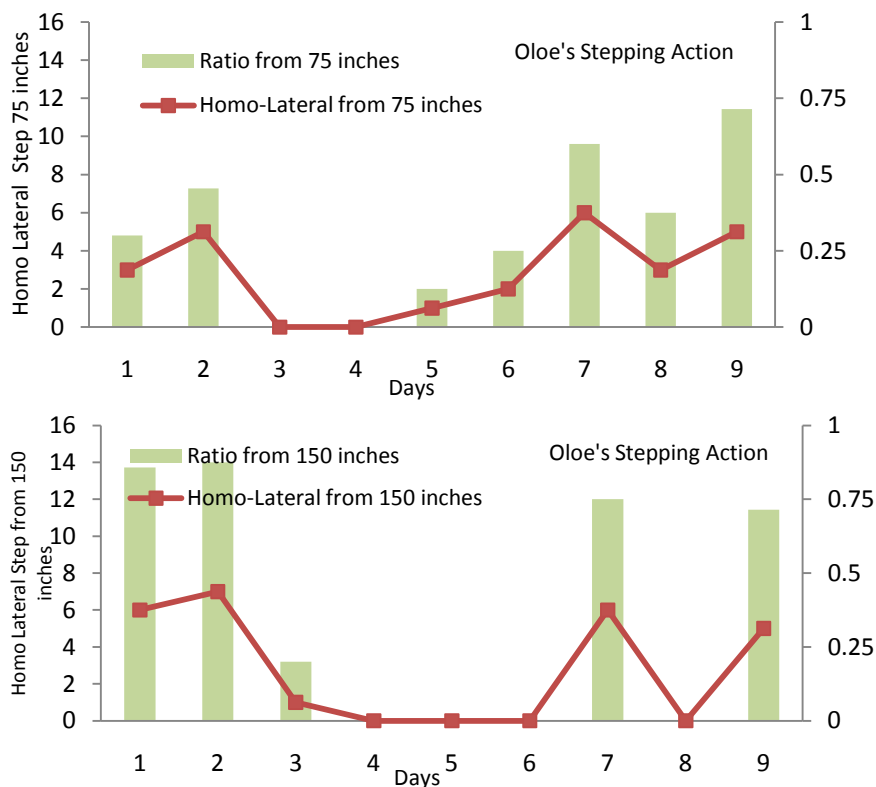 16
14
12
10
8
6
4
2
0
Homo Lateral Step 75 inches
Ratio from 75 inches
Homo-Lateral from 75 inches
Oloe's Stepping Action
1
0.75
0.5
0.25
0
1 2 3 4 5 6 7 8 9
Days
16
14
12
10
8
6
4
2
0
Homo Lateral Step from 150
inches
Ratio from 150 inches
Homo-Lateral from 150 inches
Oloe's Stepping Action
1
0.75
0.5
0.25
0
1 2 3 4 5 6 7 8 9
Days